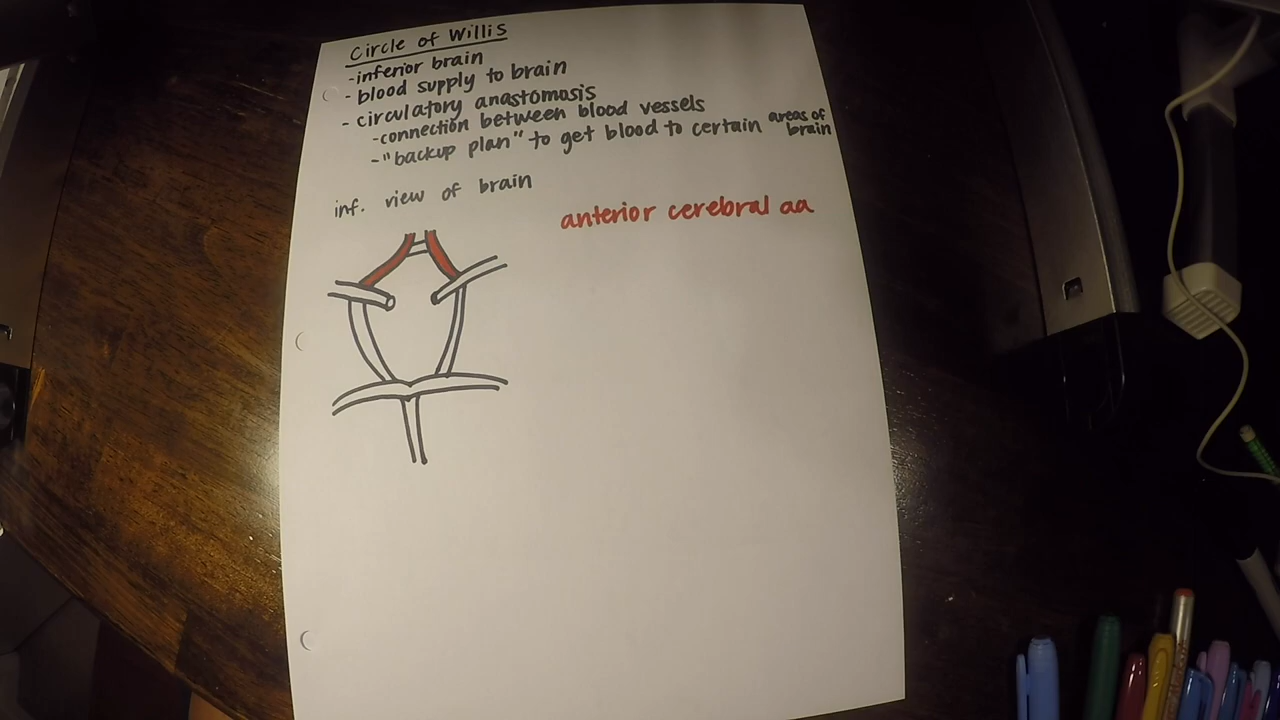 Circle of Willis
-inferior brain
- blood supply to brain
- circulatory anastomosis
-connection between blood vessels
-"backup plan" to get blood to certain areas of brain
inf. view of brain
anterior cerebral aa